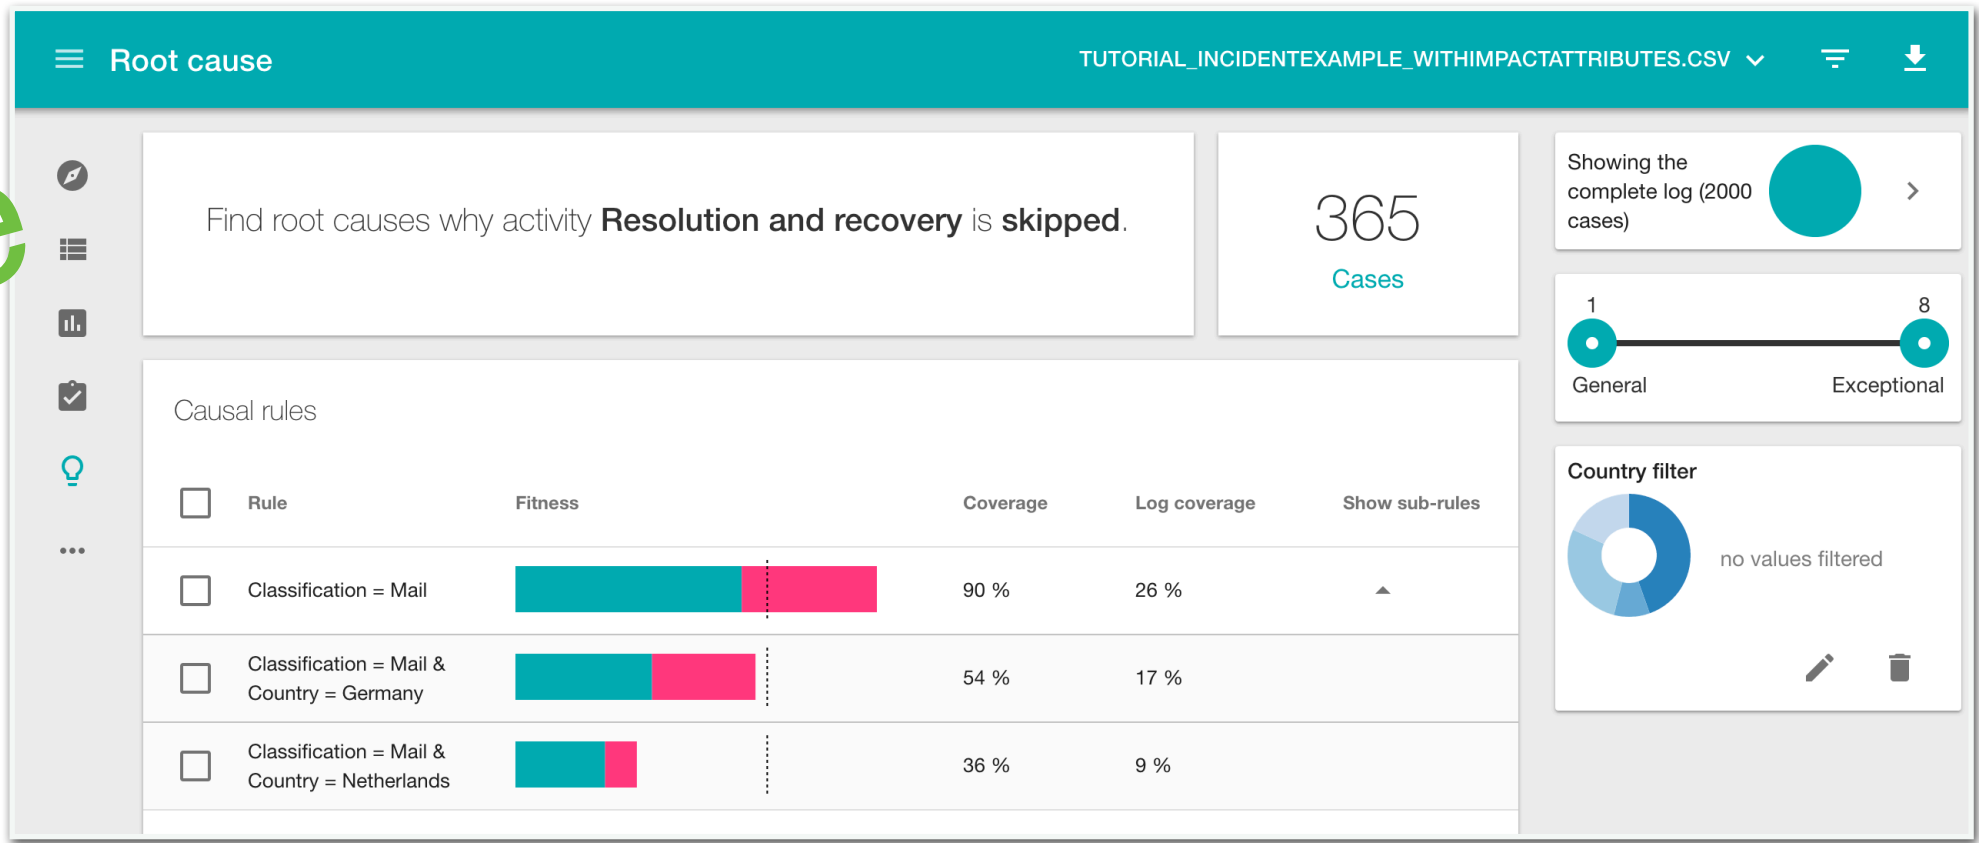 Root cause
TUTORIAL_INCIDENTEXAMPLE_WITHIMPACTATTRIBUTES.CSV
Find root causes why activity Resolution and recovery is skipped.
365
Cases
Showing the
complete log (2000
cases)
1 8
General Exceptional
Country filter
no values filtered
Causal rules
Rule Fitness Coverage Log coverage Show sub-rules
Classification = Mail 90 % 26 %
Classification = Mail &
Country = Germany 54 % 17 %
Classification = Mail &
Country = Netherlands 36 % 9 %